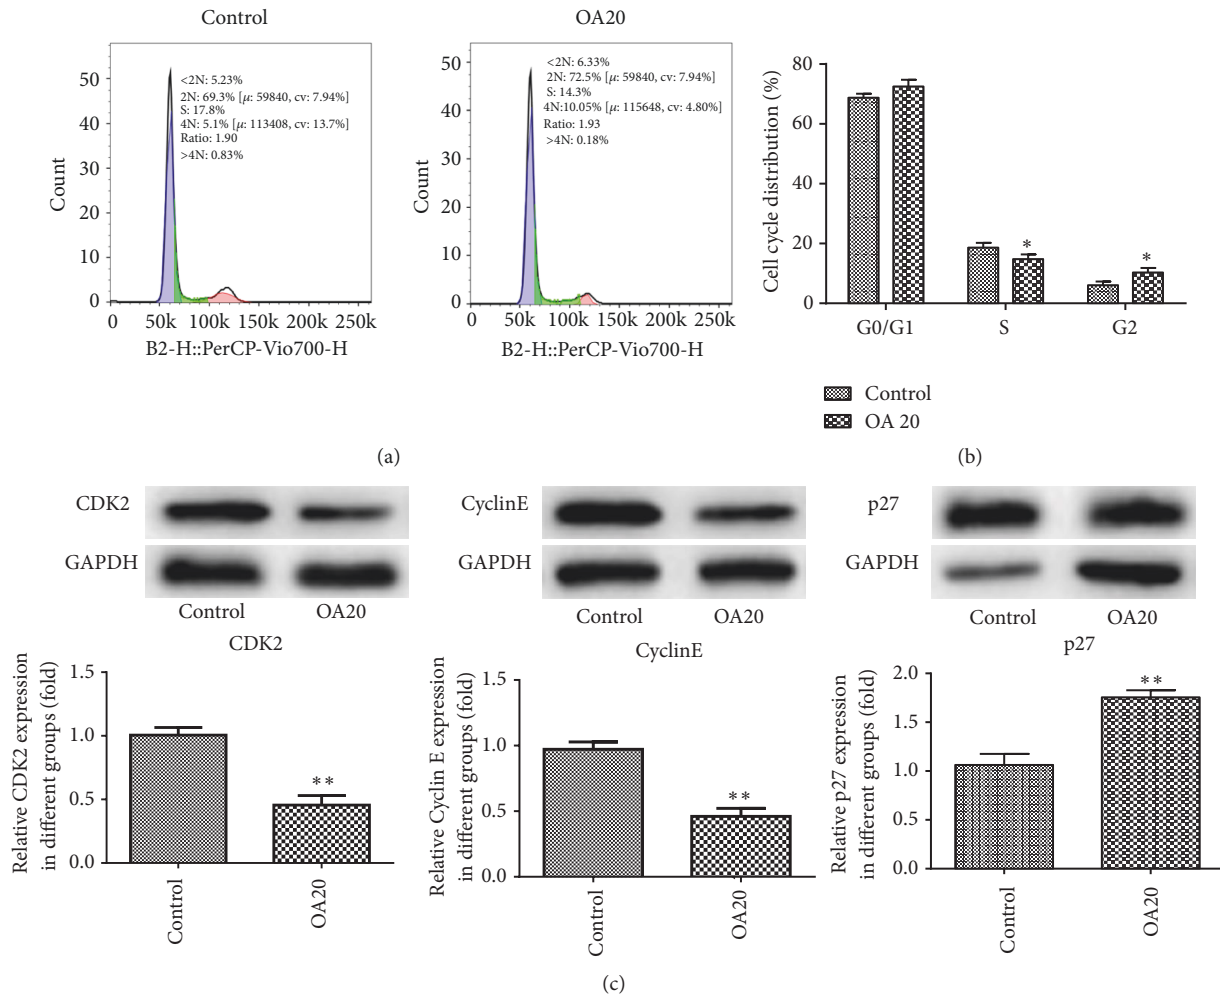 Control
50
40
30
20
10
0
Count
<2N: 5.23%
2N: 69.3% [μ: 59840, cv: 7.94%]
S: 17.8%
4N: 5.1% [μ: 113408, cv: 13.7%]
Ratio: 1.90
>4N: 0.83%
0 50k 100k 150k 200k 250k
B2-H::PerCP-Vio700-H
OA20
50
40
30
20
10
0
Count
<2N: 6.33%
2N: 72.5% [μ: 59840, cv: 7.94%]
S: 14.3%
4N:10.05% [μ: 115648, cv: 4.80%]
Ratio: 1.93
>4N: 0.18%
0 50k 100k 150k 200k 250k
B2-H::PerCP-Vio700-H
(a)
80
60
40
20
0
Cell cycle distribution (%)
* *
G0/G1 S G2
Control
OA 20
(b)
CDK2
GAPDH
Control OA20
CyclinE
GAPDH
Control OA20
p27
GAPDH
Control OA20
CDK2
1.5
1.0
0.5
0.0
Relative CDK2 expression
in different groups (fold)
**
Control OA20
CyclinE
1.5
1.0
0.5
0.0
Relative Cyclin E expression
in different groups (fold)
**
Control OA20
p27
2.0
1.5
1.0
0.5
0.0
Relative p27 expression
in different groups (fold)
**
Control OA20
(c)